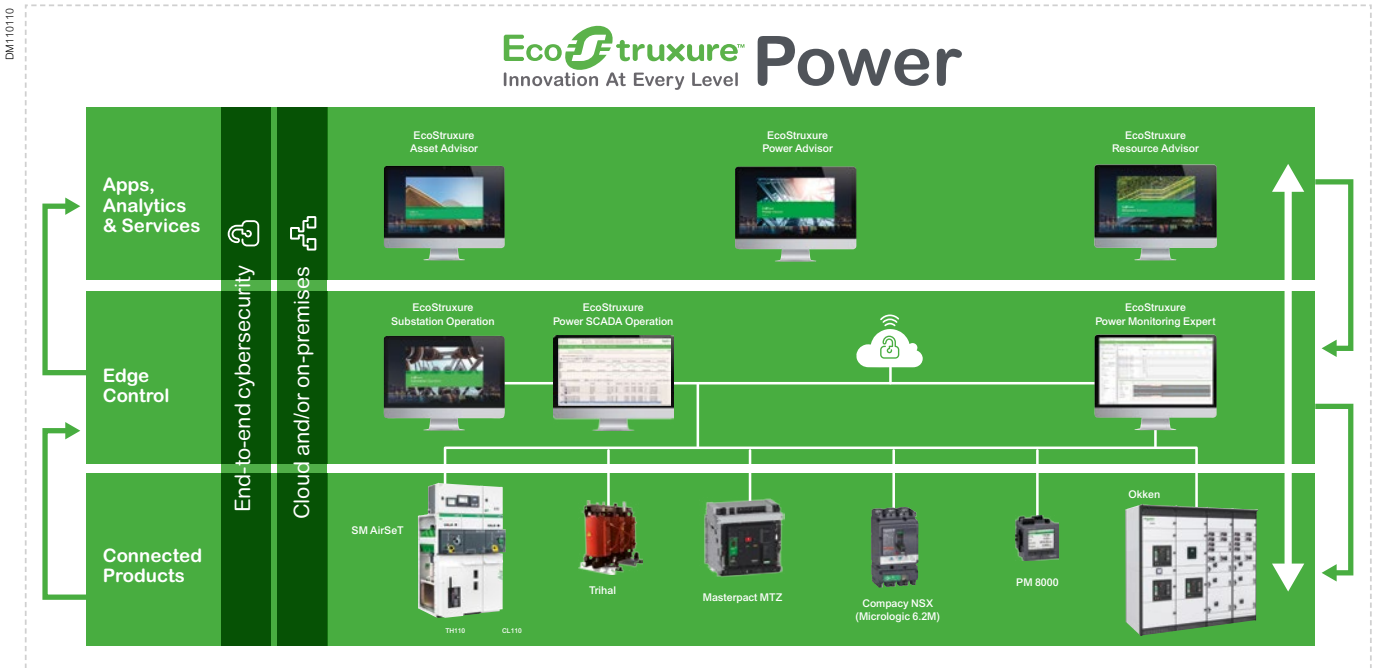 DM110110
EcoStruxure™ Power
Innovation At Every Level
Apps,
Analytics
& Services
End-to-end cybersecurity
Cloud and/or on-premises
EcoStruxure
Asset Advisor
EcoStruxure
Power Advisor
EcoStruxure
Resource Advisor
Edge
Control
EcoStruxure
Substation Operation
EcoStruxure
Power SCADA Operation
EcoStruxure
Power Monitoring Expert
Connected
Products
SM AirSeT
TH110
CL110
Trihal
Masterpact MTZ
Compacy NSX
(Micrologic 6.2M)
PM 8000
Okken